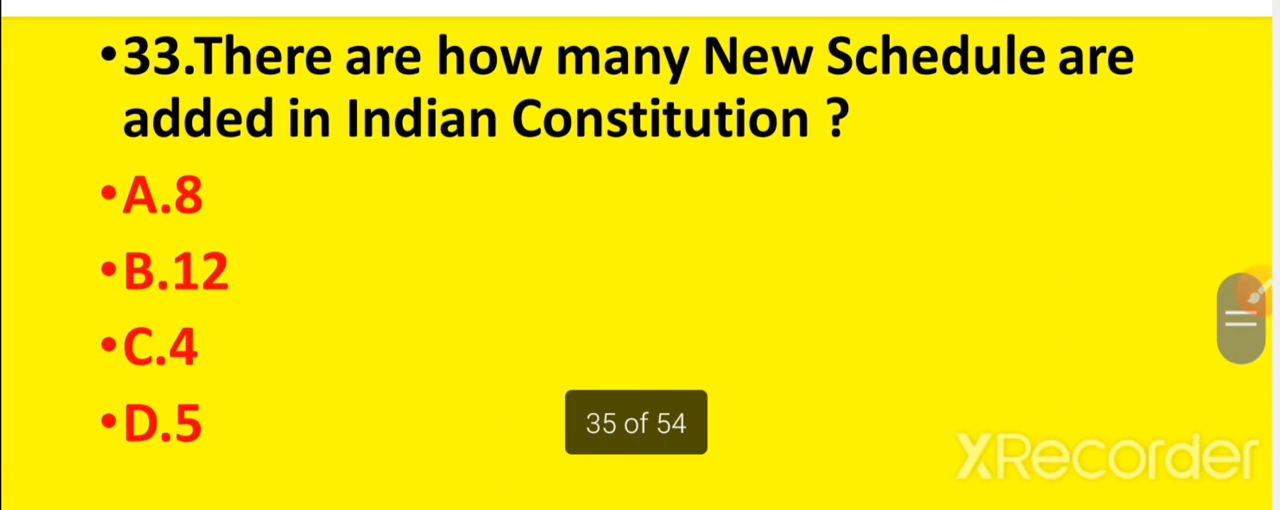 •33.There are how many New Schedule are
added in Indian Constitution ?
•A.8
•B.12
•C.4
•D.5
35 of 54
XRecorder